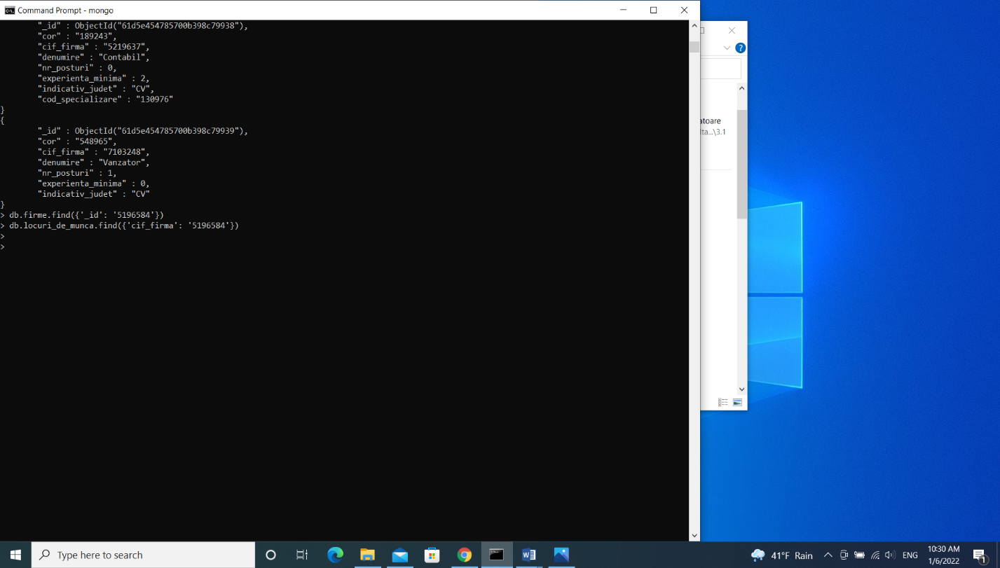 Command Prompt - mongo
"_id" : ObjectId("61d5e454785700b398c79938"),
"cor" : "189243",
"cif_firma" : "5219637",
"denumire" : "Contabil",
"nr_posturi" : 0,
"experienta_minima" : 2,
"indicativ_judet" : "CV",
"cod_specializare" : "130976"
}
{
"_id" : ObjectId("61d5e454785700b398c79939"),
"cor" : "548965",
"cif_firma" : "7103248",
"denumire" : "Vanzator",
"nr_posturi" : 1,
"experienta_minima" : 0,
"indicativ_judet" : "CV"
}
> db.firme.find({'_id': '5196584'})
> db.locuri_de_munca.find({'cif_firma': '5196584'})
>
>
?
atoare
lta...\3.1
Type here to search
41°F Rain
ENG
10:30 AM
1/6/2022
1